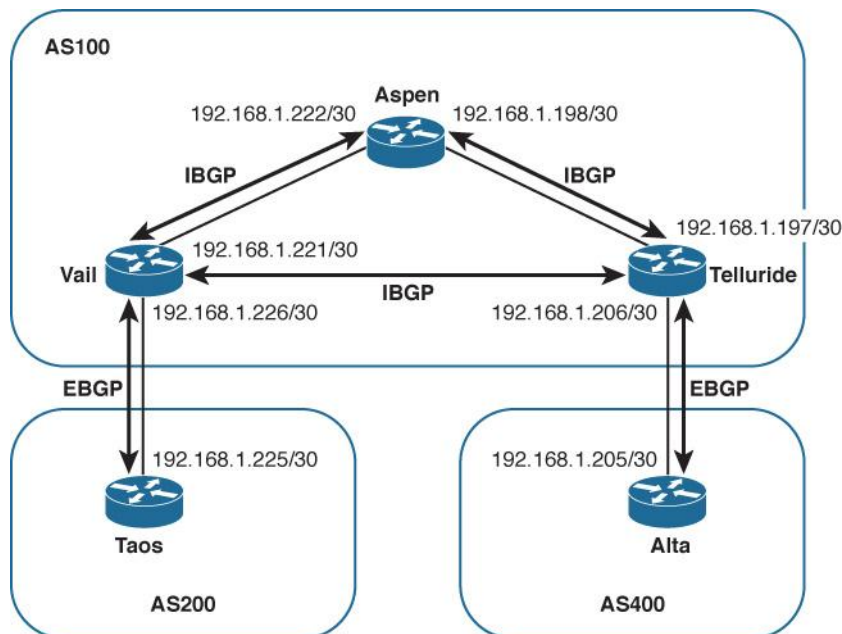 AS100
Aspen
192.168.1.222/30
192.168.1.198/30
IBGP
IBGP
192.168.1.197/30
192.168.1.221/30
Vail
Telluride
IBGP
192.168.1.226/30
192.168.1.206/30
EBGP
EBGP
192.168.1.225/30
192.168.1.205/30
Taos
Alta
AS200
AS400